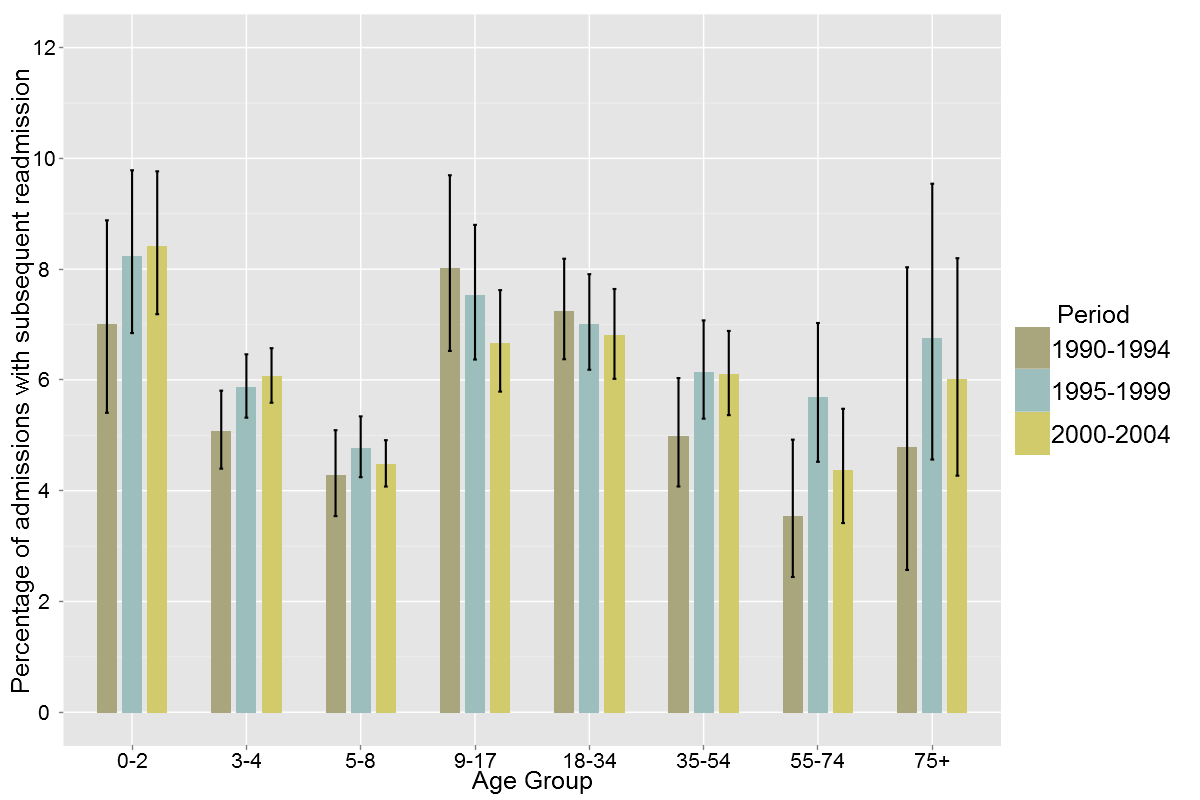 Percentage of admissions with subsequent readmission
12
10
8
6
4
2
0
0-2 3-4 5-8 9-17 18-34 35-54 55-74 75+
Age Group
Period
1990-1994
1995-1999
2000-2004